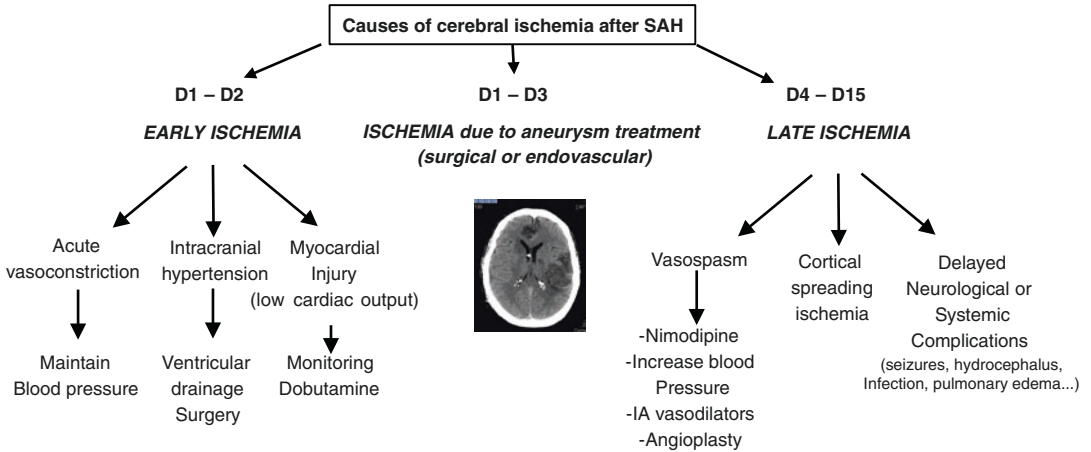 Causes of cerebral ischemia after SAH
D1 – D2
EARLY ISCHEMIA
Acute
vasoconstriction
Maintain
Blood pressure
Intracranial
hypertension
Ventricular
drainage
Surgery
Myocardial
Injury
(low cardiac output)
Monitoring
Dobutamine
D1 – D3
ISCHEMIA due to aneurysm treatment
(surgical or endovascular)
D4 – D15
LATE ISCHEMIA
Vasospasm
-Nimodipine
-Increase blood
Pressure
-IA vasodilators
-Angioplasty
Cortical
spreading
ischemia
Delayed
Neurological or
Systemic
Complications
(seizures, hydrocephalus,
Infection, pulmonary edema...)